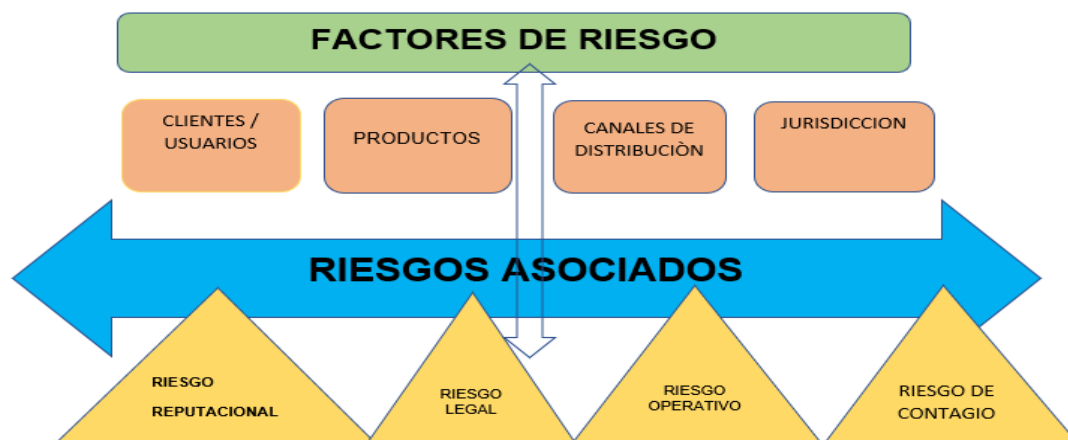 FACTORES DE RIESGO
CLIENTES /
USUARIOS
PRODUCTOS
CANALES DE
DISTRIBUCIÒN
JURISDICCION
RIESGOS ASOCIADOS
RIESGO
REPUTACIONAL
RIESGO
LEGAL
RIESGO
OPERATIVO
RIESGO DE
CONTAGIO